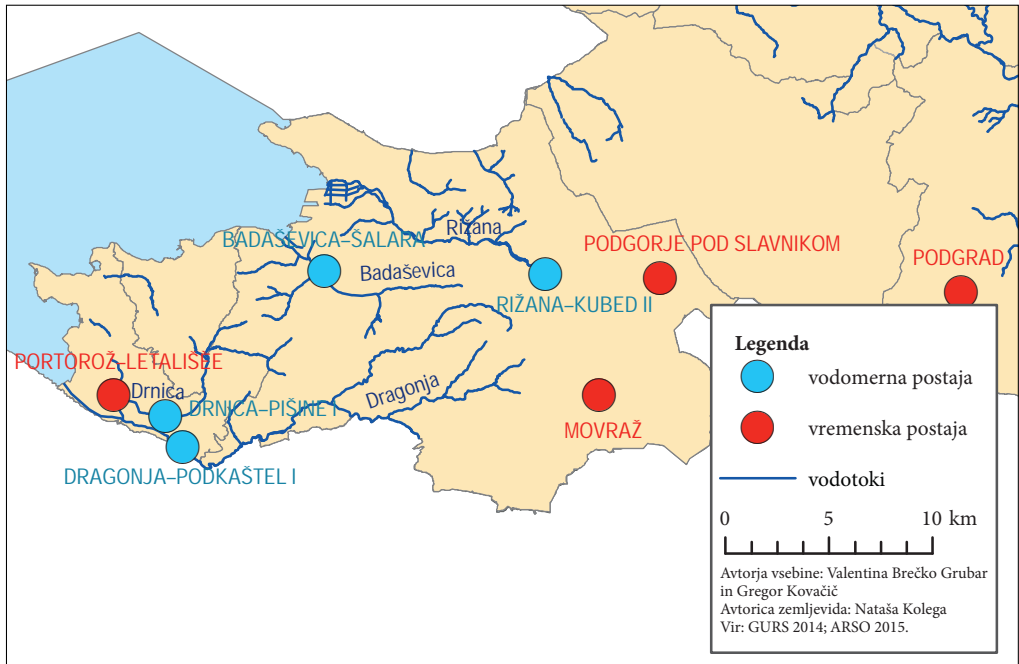 Rižana
BADAŠEVICA–ŠALARA
PODGORJE POD SLAVNIKOM
PODGRAD
Badaševica
RIŽANA–KUBED II
PORTOROŽ–LETALIŠČE
Drnica
DRNICA–PIŠINE I
Dragonja
MOVRAŽ
DRAGONJA–PODKAŠTEL I
Legenda
vodomerna postaja
vremenska postaja
vodotoki
0 5 10 km
Avtorja vsebine: Valentina Brečko Grubar
in Gregor Kovačič
Avtorica zemljevida: Nataša Kolega
Vir: GURS 2014; ARSO 2015.